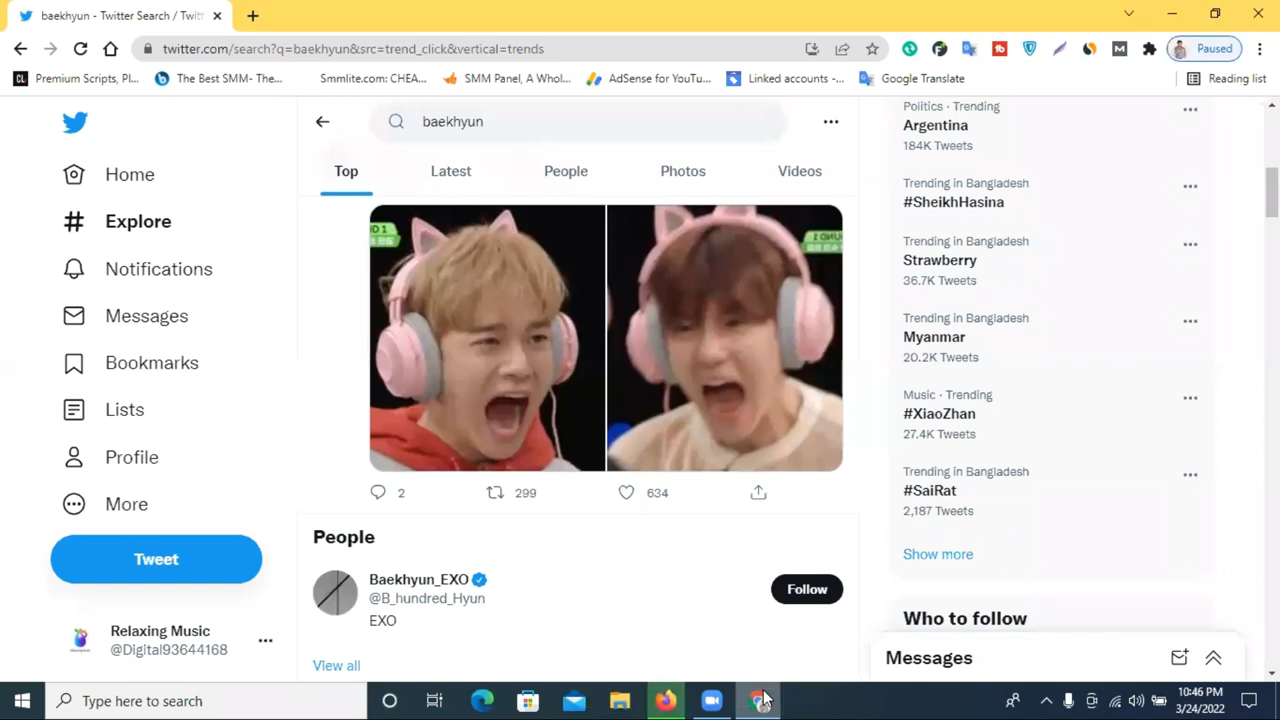 baekhyun - Twitter Search / Twitt
twitter.com/search?q=baekhyun&src=trend_click&vertical=trends
Paused
CL Premium Scripts, Pl...
The Best SMM- The...
Smmlite.com: CHEA...
SMM Panel, A Whol...
AdSense for YouTu...
Linked accounts -...
Google Translate
Reading list
Home
Explore
Notifications
Messages
Bookmarks
Lists
Profile
More
Tweet
Relaxing Music
@Digital93644168
baekhyun
Top
Latest
People
Photos
Videos
2
299
634
People
Baekhyun_EXO
@B_hundred_Hyun
EXO
Follow
View all
Politics · Trending
Argentina
184K Tweets
Trending in Bangladesh
#SheikhHasina
Trending in Bangladesh
Strawberry
36.7K Tweets
Trending in Bangladesh
Myanmar
20.2K Tweets
Music · Trending
#XiaoZhan
27.4K Tweets
Trending in Bangladesh
#SaiRat
2,187 Tweets
Show more
Who to follow
Messages
Type here to search
10:46 PM
3/24/2022